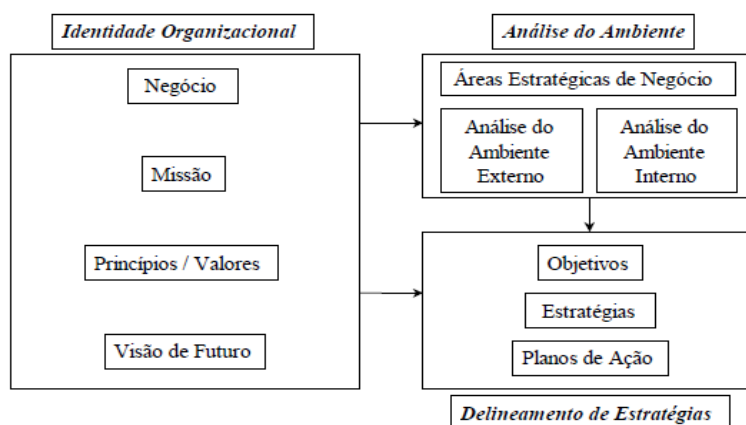 Identidade Organizacional
Negócio
Missão
Princípios / Valores
Visão de Futuro
Análise do Ambiente
Áreas Estratégicas de Negócio
Análise do
Ambiente
Externo
Análise do
Ambiente
Interno
Objetivos
Estratégias
Planos de Ação
Delineamento de Estratégias